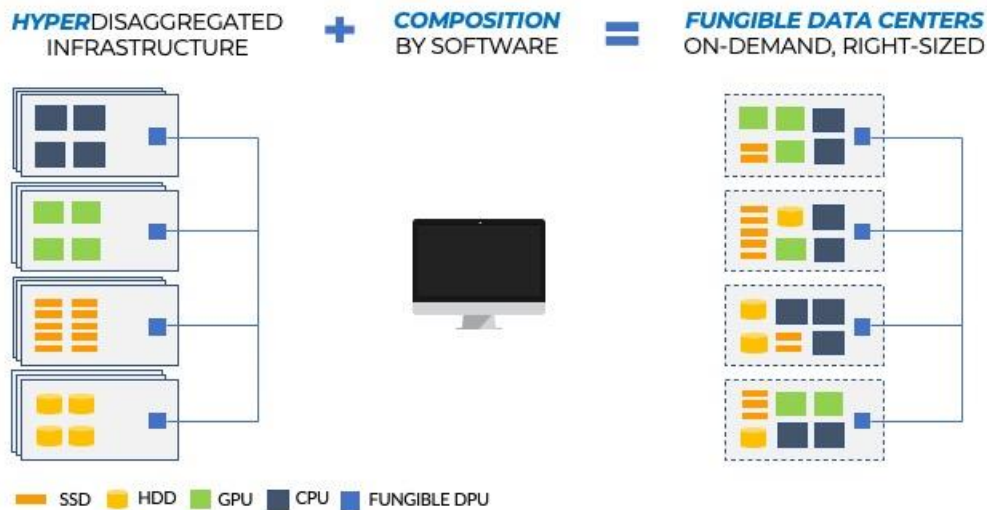 HYPERDISAGGREGATED
INFRASTRUCTURE
+
COMPOSITION
BY SOFTWARE
=
FUNGIBLE DATA CENTERS
ON-DEMAND, RIGHT-SIZED
SSD
HDD
GPU
CPU
FUNGIBLE DPU